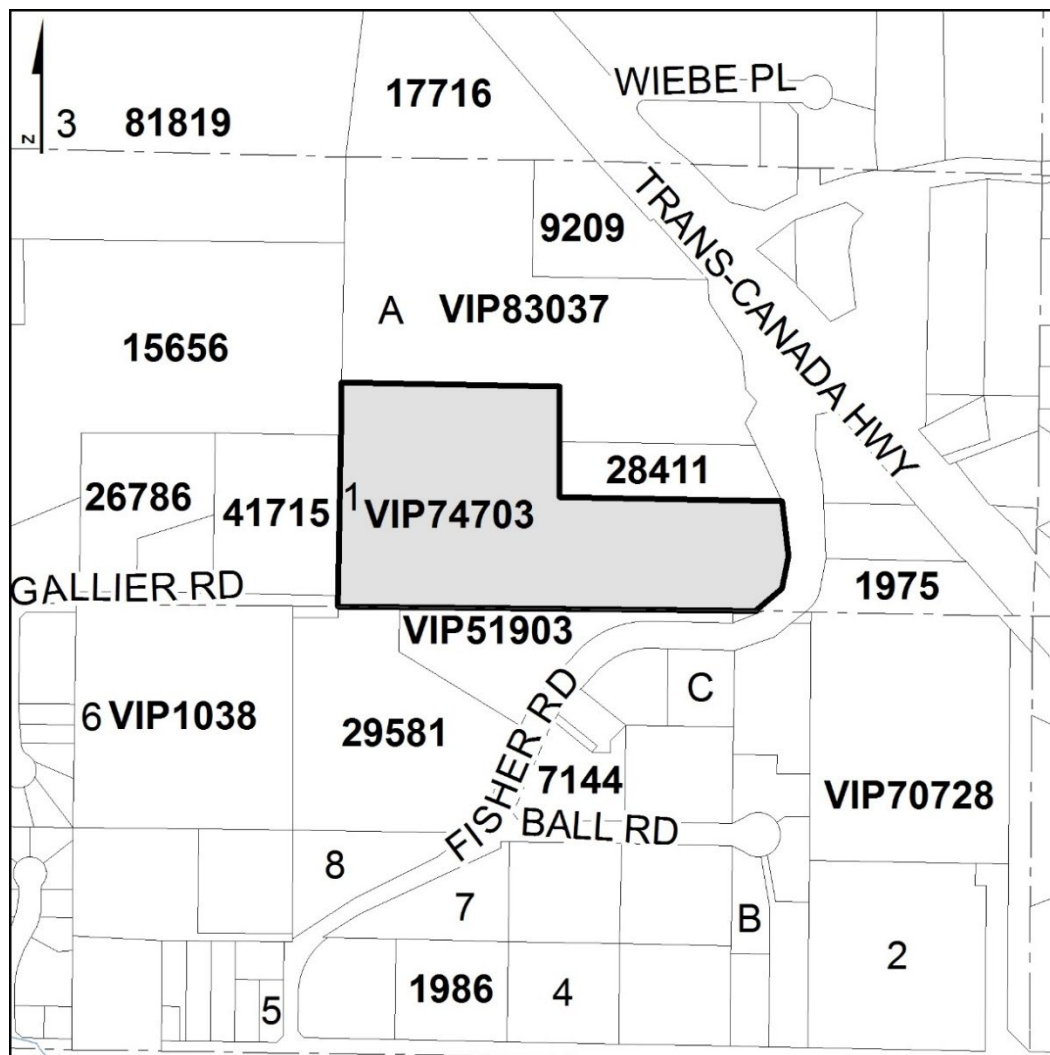 WIEBE PL
17716
3
81819
N
TRANS-CANADA HWY
9209
A
VIP83037
15656
28411
26786
41715
1
VIP74703
GALLIER RD
1975
VIP51903
C
6
VIP1038
29581
FISHER RD
7144
VIP70728
BALL RD
8
7
B
2
1986
4
5